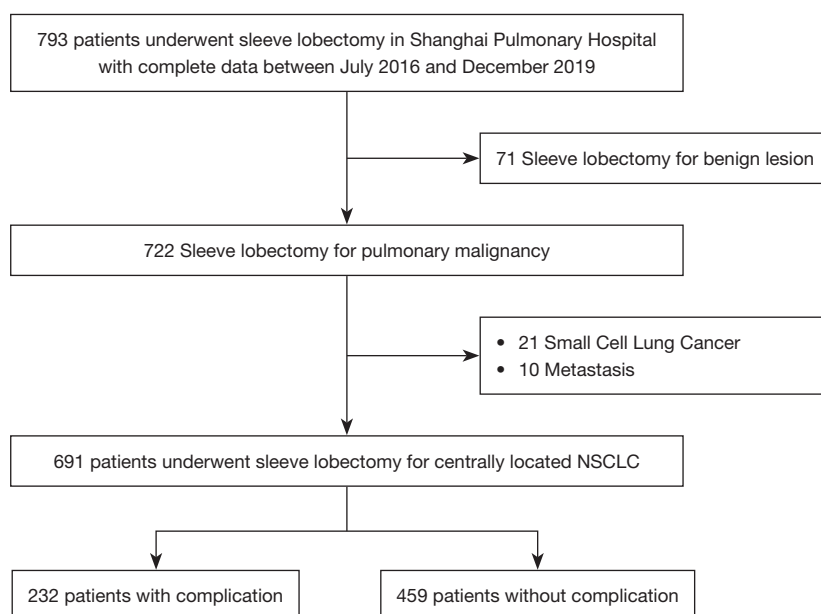 793 patients underwent sleeve lobectomy in Shanghai Pulmonary Hospital
with complete data between July 2016 and December 2019
71 Sleeve lobectomy for benign lesion
722 Sleeve lobectomy for pulmonary malignancy
• 21 Small Cell Lung Cancer
• 10 Metastasis
691 patients underwent sleeve lobectomy for centrally located NSCLC
232 patients with complication
459 patients without complication